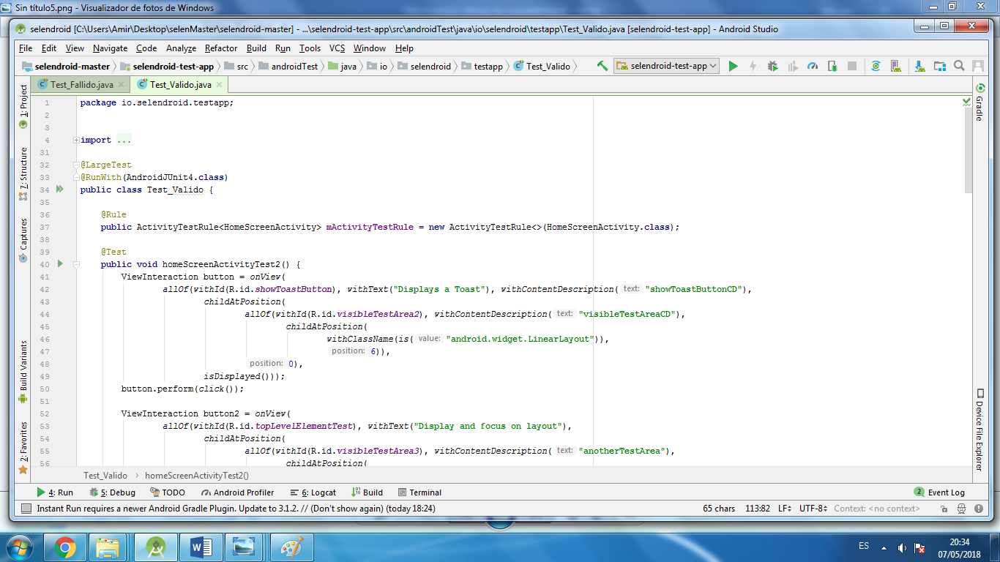 Sin título5.png - Visualizador de fotos de Windows
selendroid [C:\Users\Amir\Desktop\selenMaster\selendroid-master] - ...\selendroid-test-app\src\androidTest\java\io\selendroid\testapp\Test_Valido.java [selendroid-test-app] - Android Studio
File Edit View Navigate Code Analyze Refactor Build Run Tools VCS Window Help
selendroid-master selendroid-test-app src androidTest java io selendroid testapp Test_Valido selendroid-test-app
Test_Fallido.java Test_Valido.java
1: Project
7: Structure
Captures
Build Variants
2: Favorites
1 package io.selendroid.testapp;
2
3
4 import ...
31
32 @LargeTest
33 @RunWith(AndroidJUnit4.class)
34 public class Test_Valido {
35
36 @Rule
37 public ActivityTestRule<HomeScreenActivity> mActivityTestRule = new ActivityTestRule<>(HomeScreenActivity.class);
38
39 @Test
40 public void homeScreenActivityTest2() {
41 ViewInteraction button = onView(
42 allOf(withId(R.id.showToastButton), withText("Displays a Toast"), withContentDescription( text: "showToastButtonCD"),
43 childAtPosition(
44 allOf(withId(R.id.visibleTestArea2), withContentDescription( text: "visibleTestAreaCD"),
45 childAtPosition(
46 withClassName(is( value: "android.widget.LinearLayout")),
47 position: 6)),
48 position: 0),
49 isDisplayed()));
50 button.perform(click());
51
52 ViewInteraction button2 = onView(
53 allOf(withId(R.id.topLevelElementTest), withText("Display and focus on layout"),
54 childAtPosition(
55 allOf(withId(R.id.visibleTestArea3), withContentDescription( text: "anotherTestArea"),
56 childAtPosition(
Gradle
Device File Explorer
Test_Valido homeScreenActivityTest2()
4: Run 5: Debug TODO Android Profiler 6: Logcat Build Terminal 2 Event Log
Instant Run requires a newer Android Gradle Plugin. Update to 3.1.2. // (Don't show again) (today 18:24) 65 chars 113:82 LF UTF-8 Context: <no context>
ES
20:34
07/05/2018